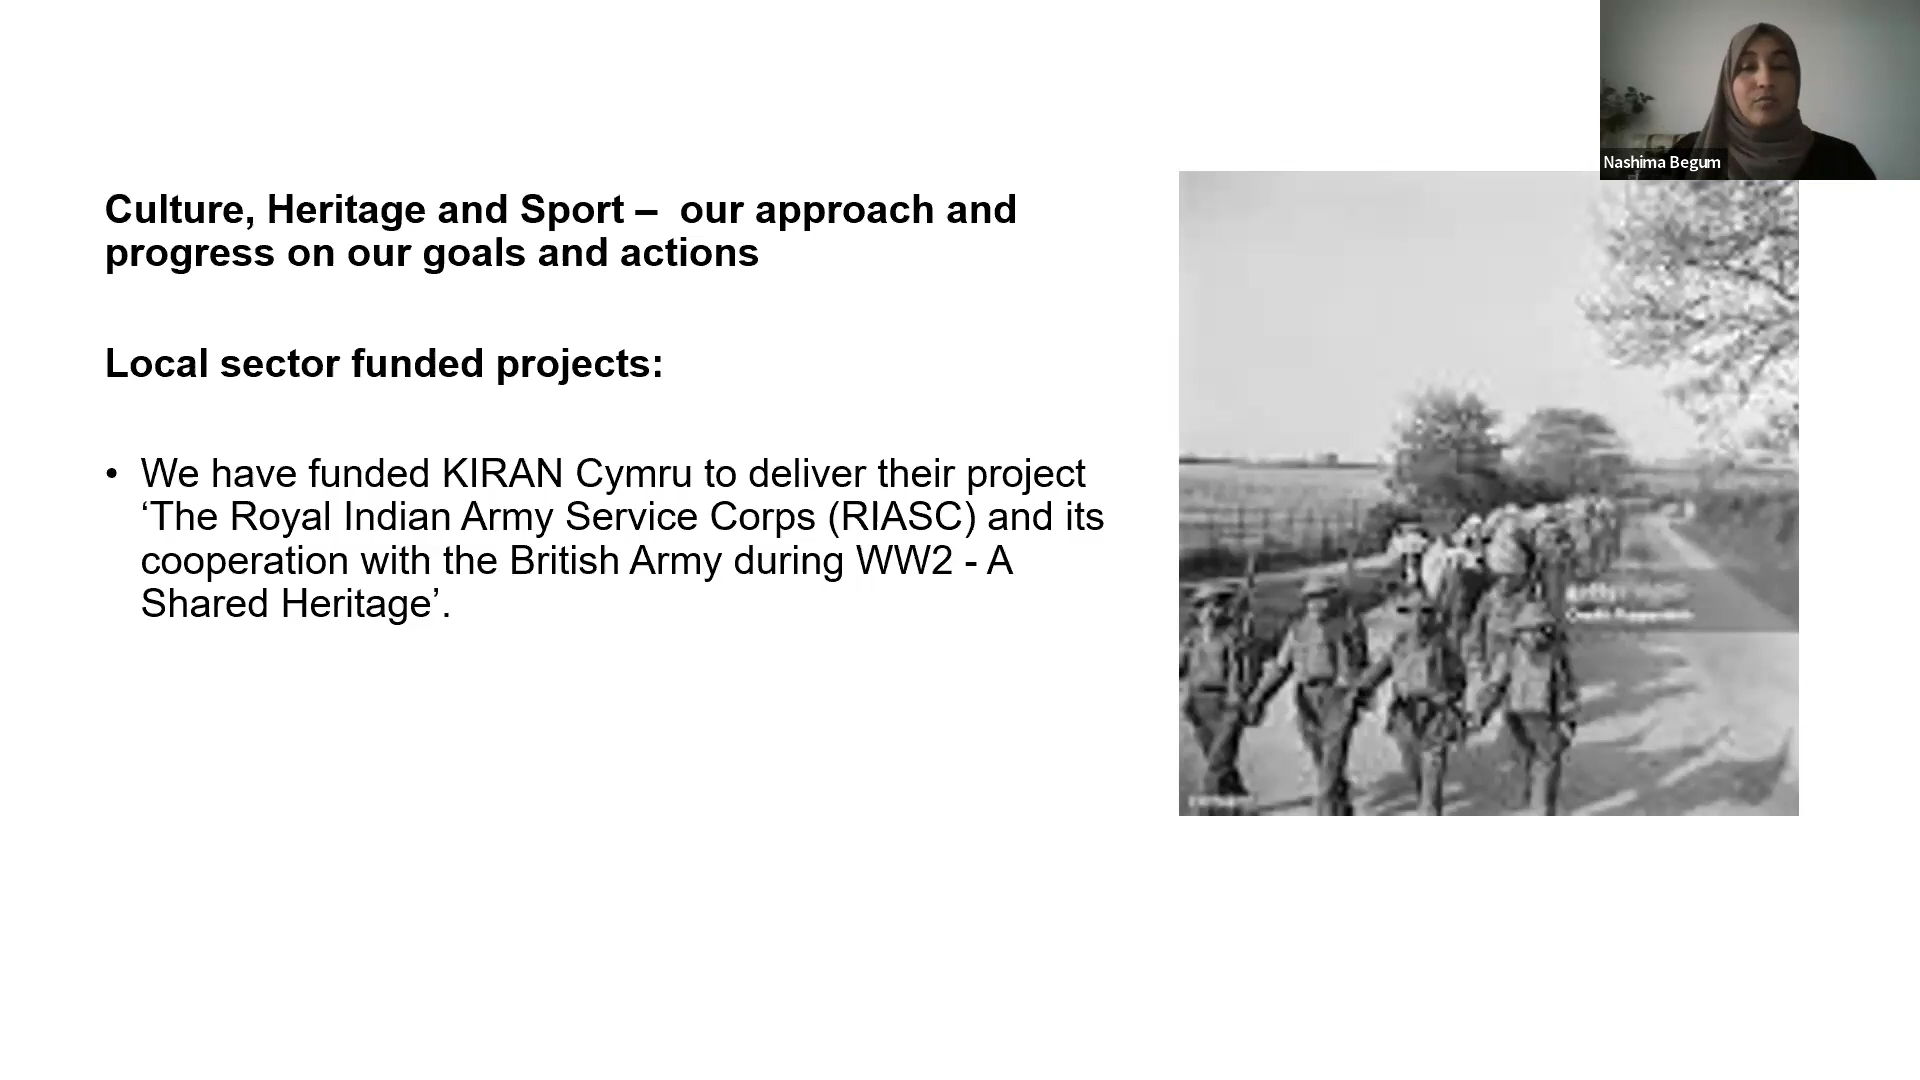 Nashima Begum
Culture, Heritage and Sport –  our approach and
progress on our goals and actions
Local sector funded projects:
• We have funded KIRAN Cymru to deliver their project
‘The Royal Indian Army Service Corps (RIASC) and its
cooperation with the British Army during WW2 - A
Shared Heritage’.